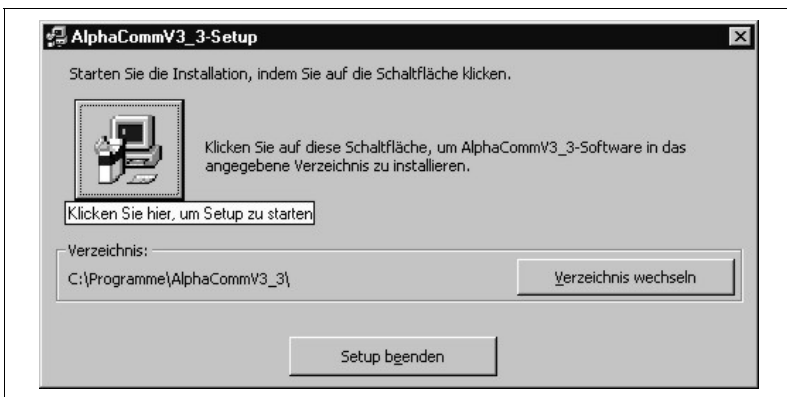 AlphaCommV3_3-Setup
Starten Sie die Installation, indem Sie auf die Schaltfläche klicken.
Klicken Sie auf diese Schaltfläche, um AlphaCommV3_3-Software in das
angegebene Verzeichnis zu installieren.
Klicken Sie hier, um Setup zu starten
Verzeichnis:
C:\Programme\AlphaCommV3_3\
Verzeichnis wechseln
Setup beenden